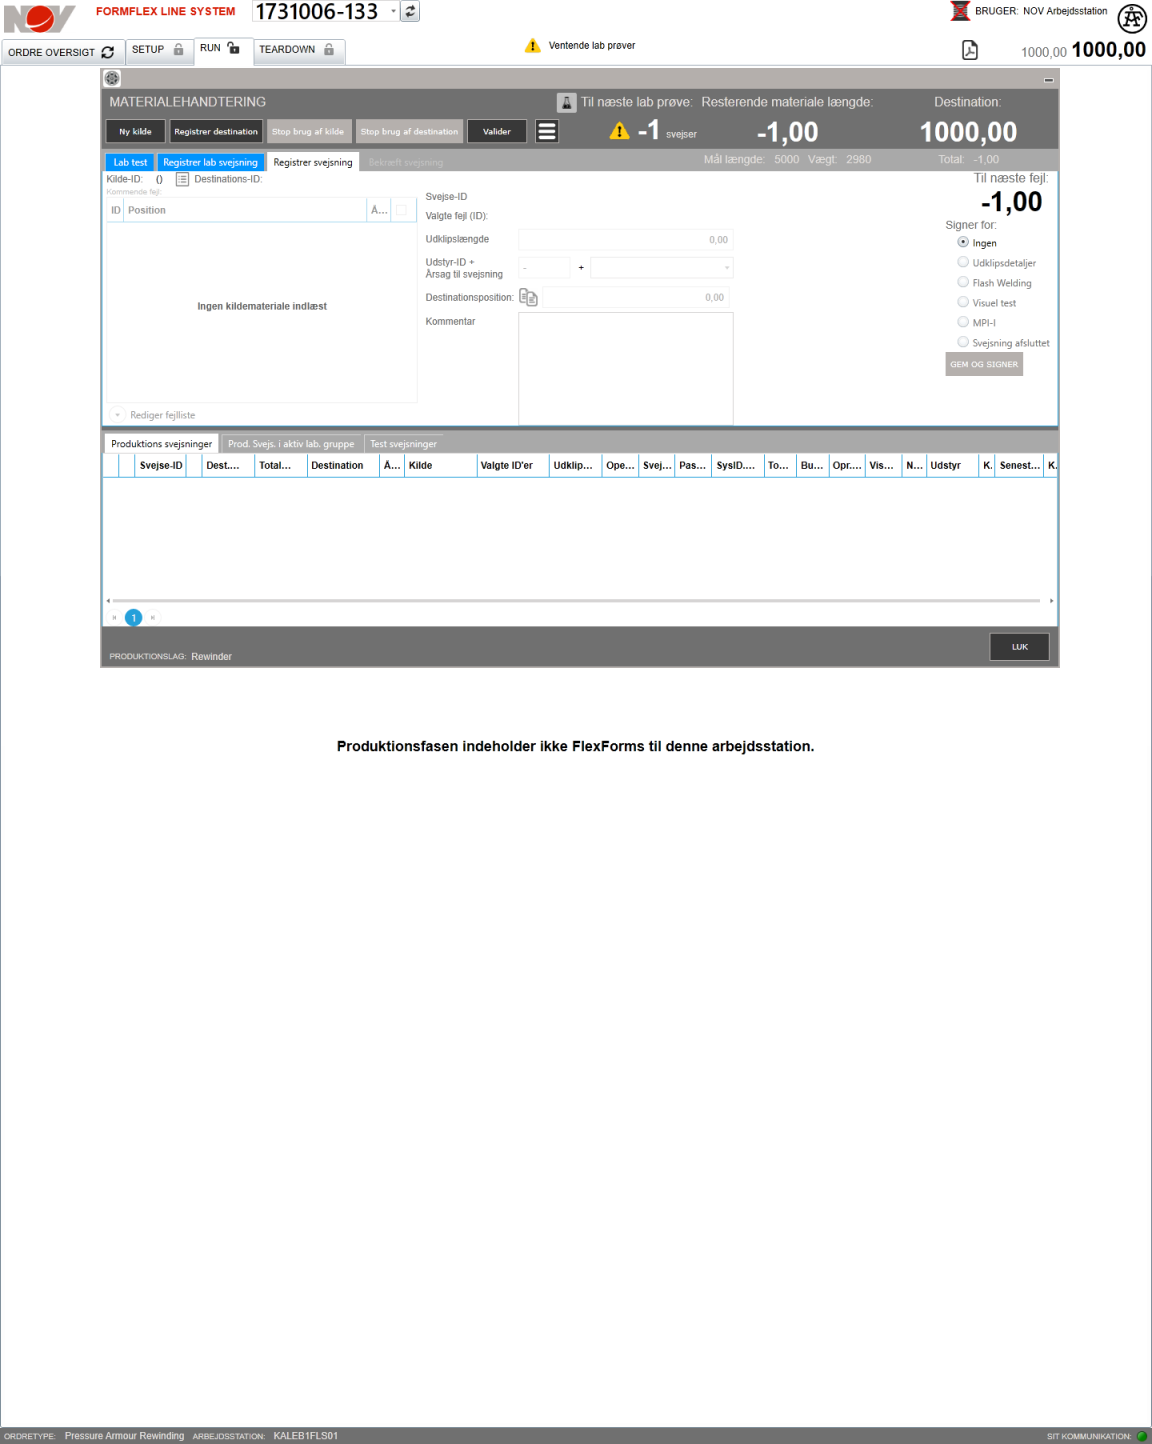 NOV FORMFLEX LINE SYSTEM 1731006-133 BRUGER: NOV Arbejdsstation
ORDRE OVERSIGT SETUP RUN TEARDOWN Ventende lab prøver 1000,00 1000,00
MATERIALEHANDTERING Til næste lab prøve: Resterende materiale længde: Destination:
Ny kilde Registrer destination Stop brug af kilde Stop brug af destination Valider -1 svejser -1,00 1000,00
Lab test Registrer lab svejsning Registrer svejsning Bekræft svejsning Mål længde: 5000 Vægt: 2980 Total: -1,00
Kilde-ID: () Destinations-ID: Til næste fejl:
Kommende fejl:
-1,00
ID Position Å...
Svejse-ID
Valgte fejl (ID):
Signer for:
Udklipslængde 0,00
Ingen
Udstyr-ID +
Årsag til svejsning - +
Udklipsdetaljer
Flash Welding
Destinationsposition: 0,00
Visuel test
Ingen kildemateriale indlæst
Kommentar
MPI-I
Svejsning afsluttet
GEM OG SIGNER
Rediger fejlliste
Produktions svejsninger Prod. Svejs. i aktiv lab. gruppe Test svejsninger
Svejse-ID Dest.... Total... Destination Å... Kilde Valgte ID'er Udklip... Ope... Svej... Pas... SysID.... To... Bu... Opr.... Vis... N... Udstyr K. Senest... K.
1
LUK
PRODUKTIONSLAG: Rewinder
Produktionsfasen indeholder ikke FlexForms til denne arbejdsstation.
ORDRETYPE: Pressure Armour Rewinding ARBEJDSSTATION: KALEB1FLS01 SIT KOMMUNIKATION: